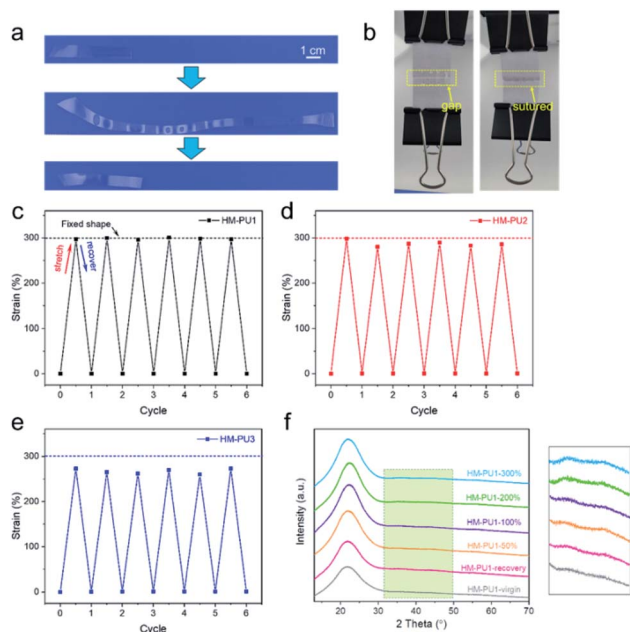 a
1 cm
b
gap
sutured
c
HM-PU1
Fixed shape
stretch
recover
Strain (%)
300
200
100
0
0 1 2 3 4 5 6
Cycle
d
HM-PU2
Strain (%)
300
200
100
0
0 1 2 3 4 5 6
Cycle
e
HM-PU3
Strain (%)
300
200
100
0
0 1 2 3 4 5 6
Cycle
f
HM-PU1-300%
HM-PU1-200%
HM-PU1-100%
HM-PU1-50%
HM-PU1-recovery
HM-PU1-virgin
Intensity (a.u.)
20 30 40 50 60 70
2 Theta (°)